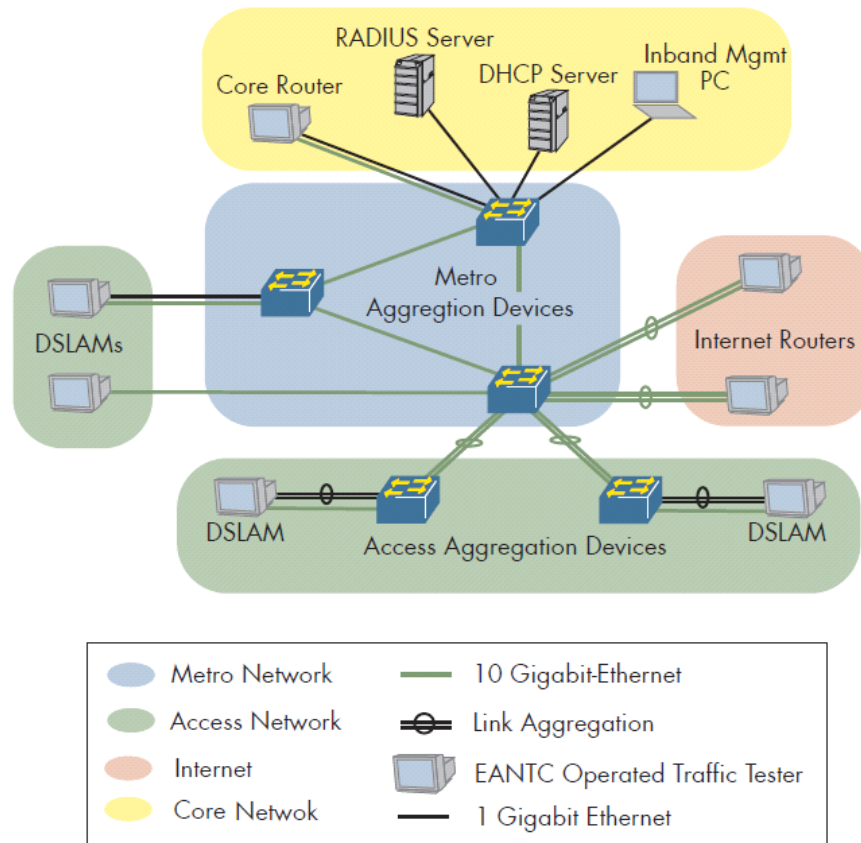 RADIUS Server
Core Router
DHCP Server
Inband Mgmt
PC
Metro
Aggregtion Devices
DSLAMs
Internet Routers
DSLAM
Access Aggregation Devices
DSLAM
Metro Network
10 Gigabit-Ethernet
Access Network
Link Aggregation
Internet
EANTC Operated Traffic Tester
Core Netwok
1 Gigabit Ethernet